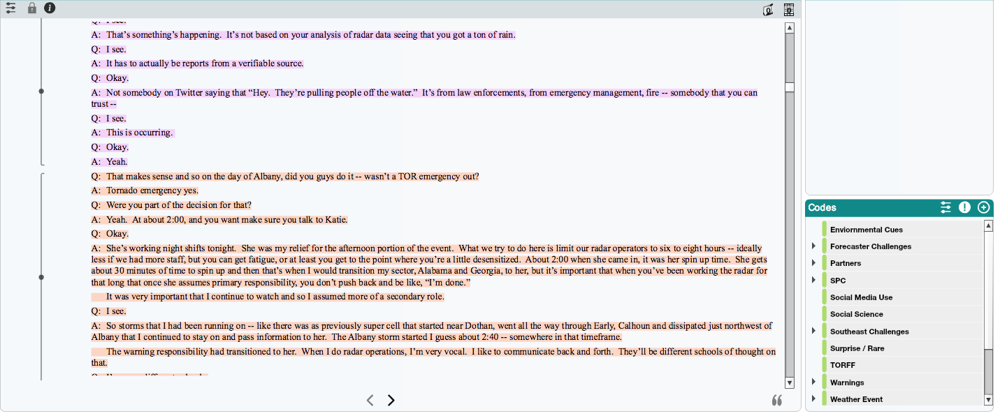 Q: I see.
A: That’s something’s happening. It’s not based on your analysis of radar data seeing that you got a ton of rain.
Q: I see.
A: It has to actually be reports from a verifiable source.
Q: Okay.
A: Not somebody on Twitter saying that “Hey. They’re pulling people off the water.” It’s from law enforcements, from emergency management, fire -- somebody that you can
trust --
Q: I see.
A: This is occurring.
Q: Okay.
A: Yeah.
Q: That makes sense and so on the day of Albany, did you guys do it -- wasn’t a TOR emergency out?
A: Tornado emergency yes.
Q: Were you part of the decision for that?
A: Yeah. At about 2:00, and you want make sure you talk to Katie.
Q: Okay.
A: She’s working night shifts tonight. She was my relief for the afternoon portion of the event. What we try to do here is limit our radar operators to six to eight hours -- ideally
less if we had more staff, but you can get fatigue, or at least you get to the point where you’re a little desensitized. About 2:00 when she came in, it was her spin up time. She gets
about 30 minutes of time to spin up and then that’s when I would transition my sector, Alabama and Georgia, to her, but it’s important that when you’ve been working the radar for
that long that once she assumes primary responsibility, you don’t push back and be like, “I’m done.”
It was very important that I continue to watch and so I assumed more of a secondary role.
Q: I see.
A: So storms that I had been running on -- like there was as previously super cell that started near Dothan, went all the way through Early, Calhoun and dissipated just northwest of
Albany that I continued to stay on and pass information to her. The Albany storm started I guess about 2:40 -- somewhere in that timeframe.
The warning responsibility had transitioned to her. When I do radar operations, I’m very vocal. I like to communicate back and forth. They’ll be different schools of thought on
that.
Codes
Enviornmental Cues
Forecaster Challenges
Partners
SPC
Social Media Use
Social Science
Southeast Challenges
Surprise / Rare
TORFF
Warnings
Weather Event